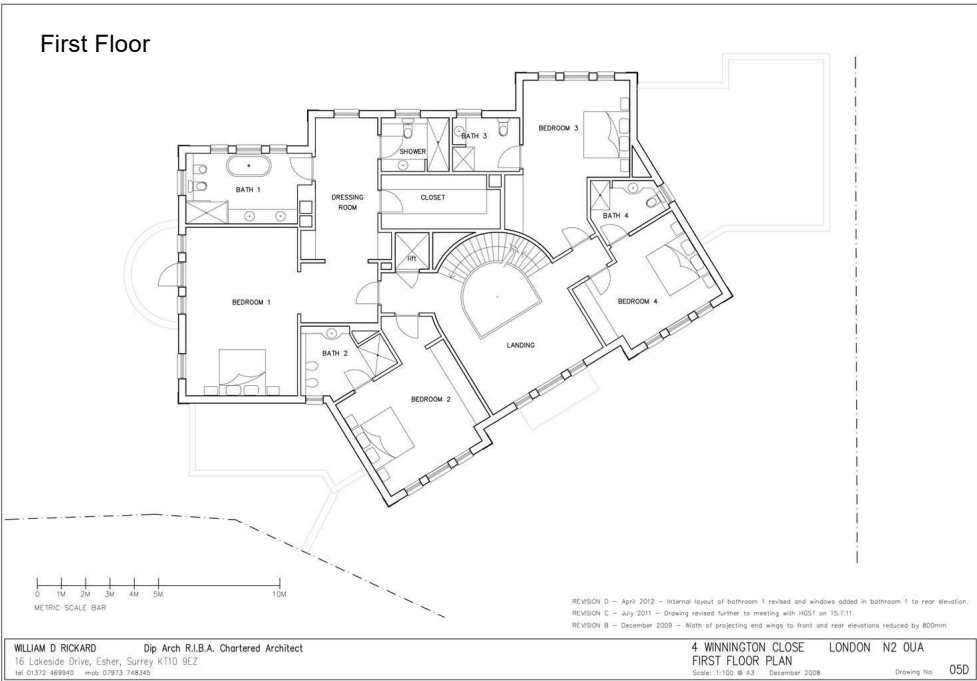 First Floor
BEDROOM 3
BATH 3
SHOWER
BATH 1
DRESSING
ROOM
CLOSET
BATH 4
lift
BEDROOM 1
BEDROOM 4
LANDING
BATH 2
BEDROOM 2
0 1M 2M 3M 4M 5M 10M
METRIC SCALE BAR
REVISION D - April 2012 - Internal layout of bathroom 1 revised and windows added in bathroom 1 to rear elevation.
REVISION C - July 2011 - Drawing revised further to meeting with HGST on 15.7.11.
REVISION B - December 2009 - Width of projecting end wings to front and rear elevations reduced by 800mm
WILLIAM D RICKARD Dip Arch R.I.B.A. Chartered Architect
16 Lakeside Drive, Esher, Surrey KT10 9EZ
tel 01372 469940 mob 07973 748345
4 WINNINGTON CLOSE LONDON N2 0UA
FIRST FLOOR PLAN
Scale: 1:100 @ A3 December 2008 Drawing No. 05D